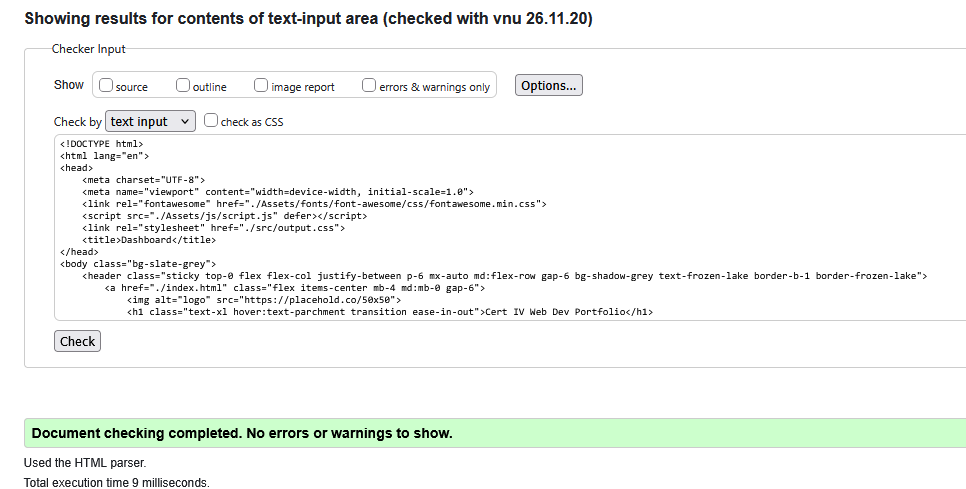 Showing results for contents of text-input area (checked with vnu 26.11.20)
Checker Input
Show source outline image report errors & warnings only Options...
Check by text input check as CSS
<!DOCTYPE html>
<html lang="en">
<head>
    <meta charset="UTF-8">
    <meta name="viewport" content="width=device-width, initial-scale=1.0">
    <link rel="fontawesome" href="./Assets/fonts/font-awesome/css/fontawesome.min.css">
    <script src="./Assets/js/script.js" defer></script>
    <link rel="stylesheet" href="./src/output.css">
    <title>Dashboard</title>
</head>
<body class="bg-slate-grey">
    <header class="sticky top-0 flex flex-col justify-between p-6 mx-auto md:flex-row gap-6 bg-shadow-grey text-frozen-lake border-b-1 border-frozen-lake">
        <a href="./index.html" class="flex items-center mb-4 md:mb-0 gap-6">
            <img alt="logo" src="https://placehold.co/50x50">
            <h1 class="text-xl hover:text-parchment transition ease-in-out">Cert IV Web Dev Portfolio</h1>
Check
Document checking completed. No errors or warnings to show.
Used the HTML parser.
Total execution time 9 milliseconds.